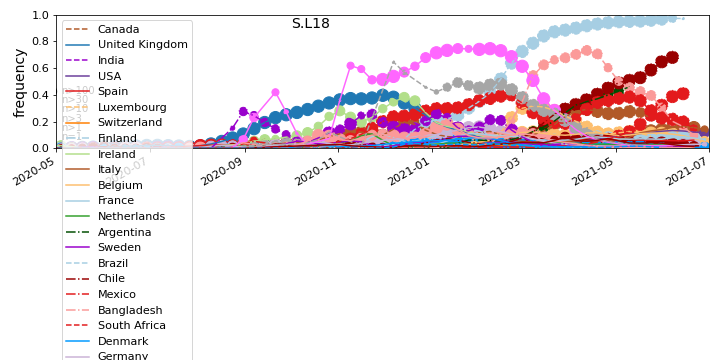 S.L18
frequency
1.0
0.8
0.6
0.4
0.2
0.0
Canada
United Kingdom
India
USA
Spain
Luxembourg
Switzerland
Finland
Ireland
Italy
Belgium
France
Netherlands
Argentina
Sweden
Brazil
Chile
Mexico
Bangladesh
South Africa
Denmark
Germany
2020-05
2020-07
2020-09
2020-11
2021-01
2021-03
2021-05
2021-07